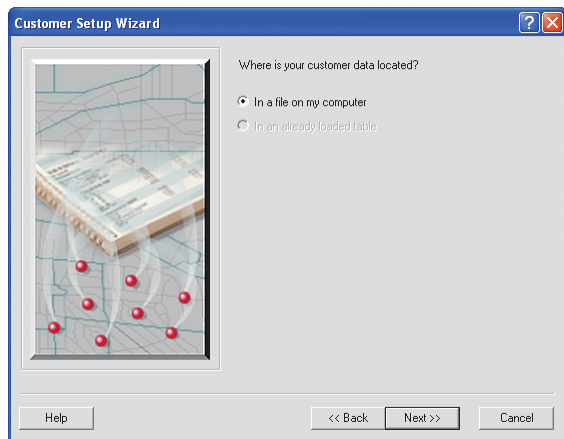 Customer Setup Wizard
Where is your customer data located?
In a file on my computer
In an already loaded table
Help
<< Back
Next >>
Cancel